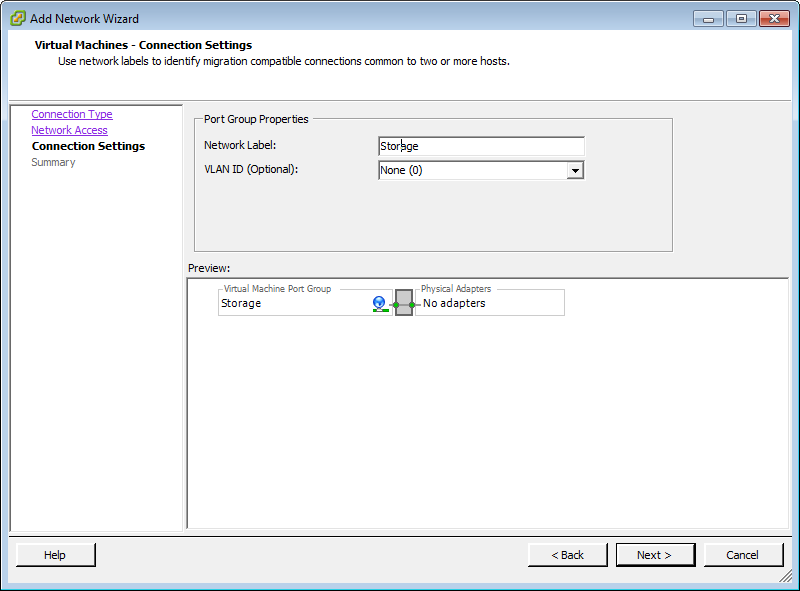 Add Network Wizard
Virtual Machines - Connection Settings
Use network labels to identify migration compatible connections common to two or more hosts.
Connection Type
Network Access
Connection Settings
Summary
Port Group Properties
Network Label:
Storage
VLAN ID (Optional):
None (0)
Preview:
Virtual Machine Port Group
Storage
Physical Adapters
No adapters
Help
< Back
Next >
Cancel